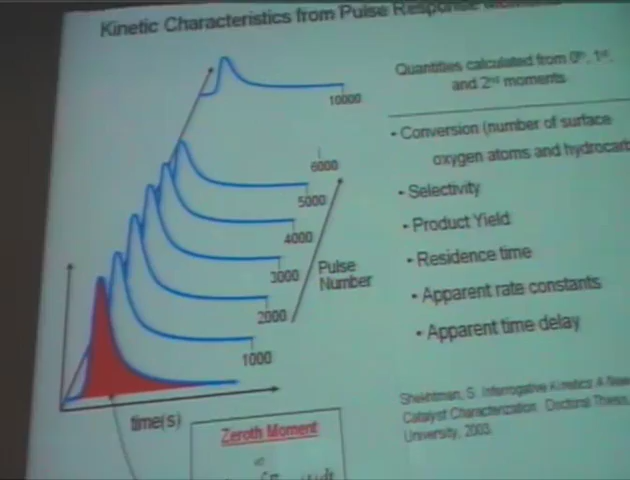 Kinetic Characteristics from Pulse Response
Quantities calculated from 0th, 1st,
and 2nd moments
10000
6000
5000
4000
3000
2000
1000
Pulse
Number
time(s)
• Conversion (number of surface
oxygen atoms and hydrocarb
• Selectivity
• Product Yield
• Residence time
• Apparent rate constants
• Apparent time delay
Shekhtman, S. Interrogative Kinetics: A New
Catalyst Characterization. Doctoral Thesis,
University, 2003.
Zeroth Moment